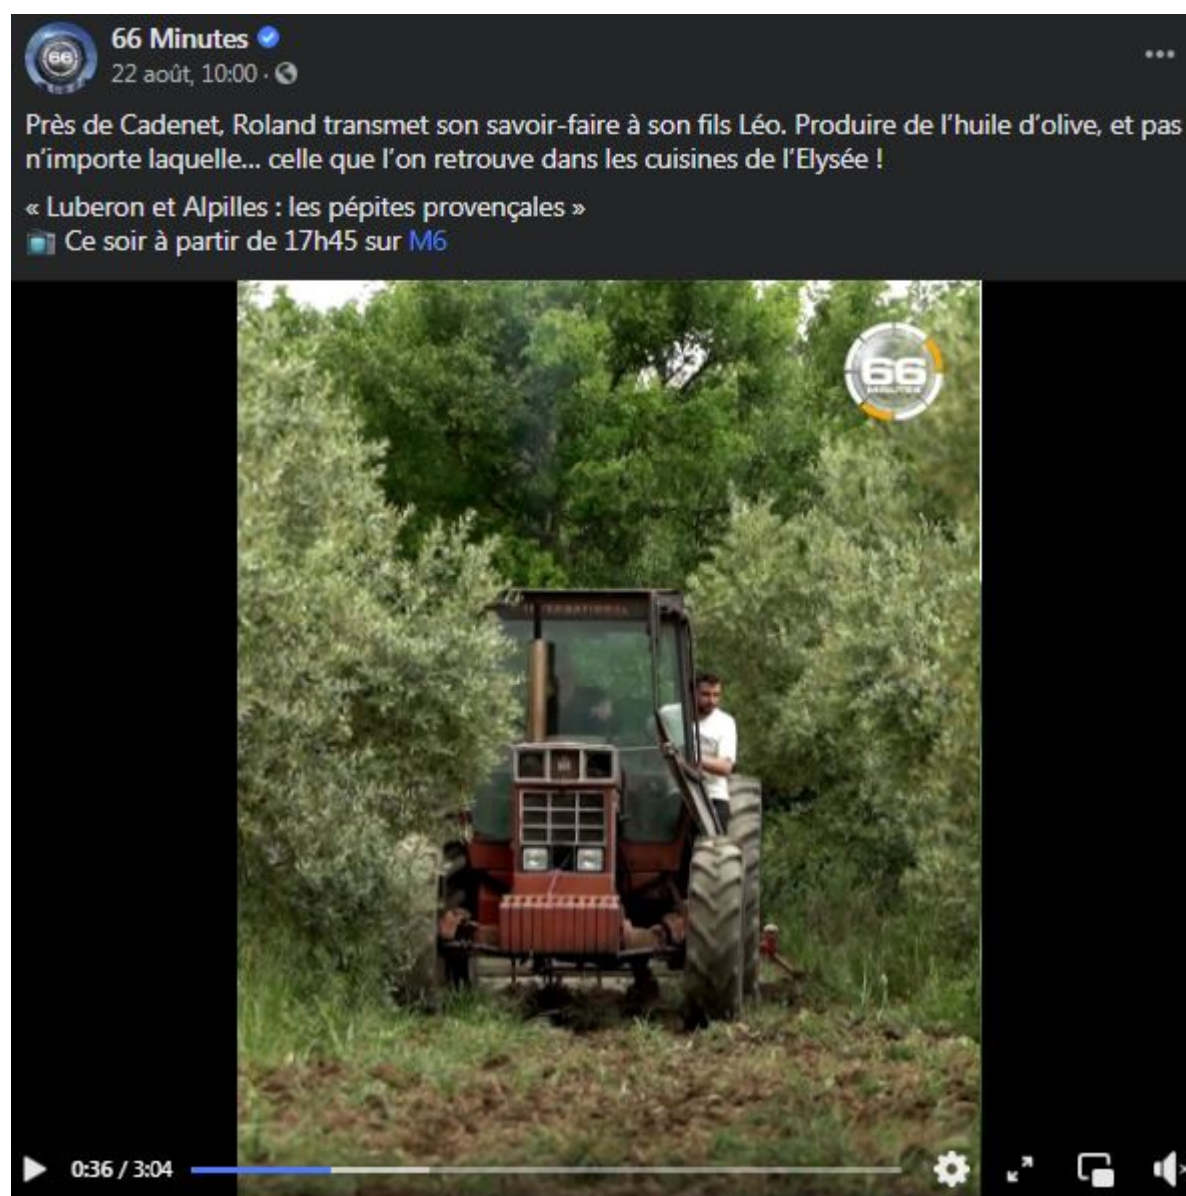 66 Minutes
22 août, 10:00 ·
Près de Cadenet, Roland transmet son savoir-faire à son fils Léo. Produire de l'huile d'olive, et pas
n'importe laquelle... celle que l'on retrouve dans les cuisines de l'Elysée !
« Luberon et Alpilles : les pépites provençales »
Ce soir à partir de 17h45 sur M6
66
MINUTES
INTERNATIONAL
0:36 / 3:04